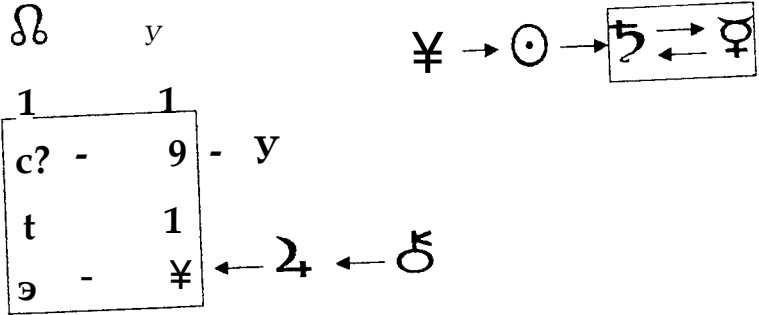 ☊ y
¥ → ☉ → ♄ ⇄ ☿
1 1
c? - 9 - y
t 1
э - ¥ ← ♃ ← ⚷